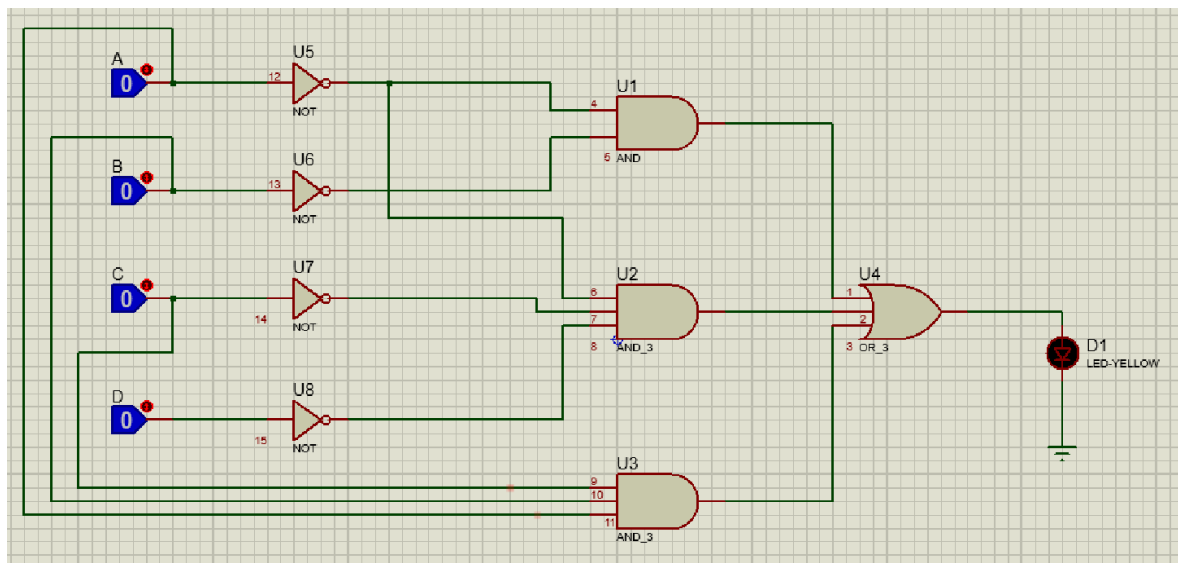 A
0
U5
12
NOT
U1
4
5
AND
B
0
U6
13
NOT
C
0
U7
14
NOT
U2
6
7
8
AND_3
U4
1
2
3
OR_3
D1
LED-YELLOW
D
0
U8
15
NOT
U3
9
10
11
AND_3